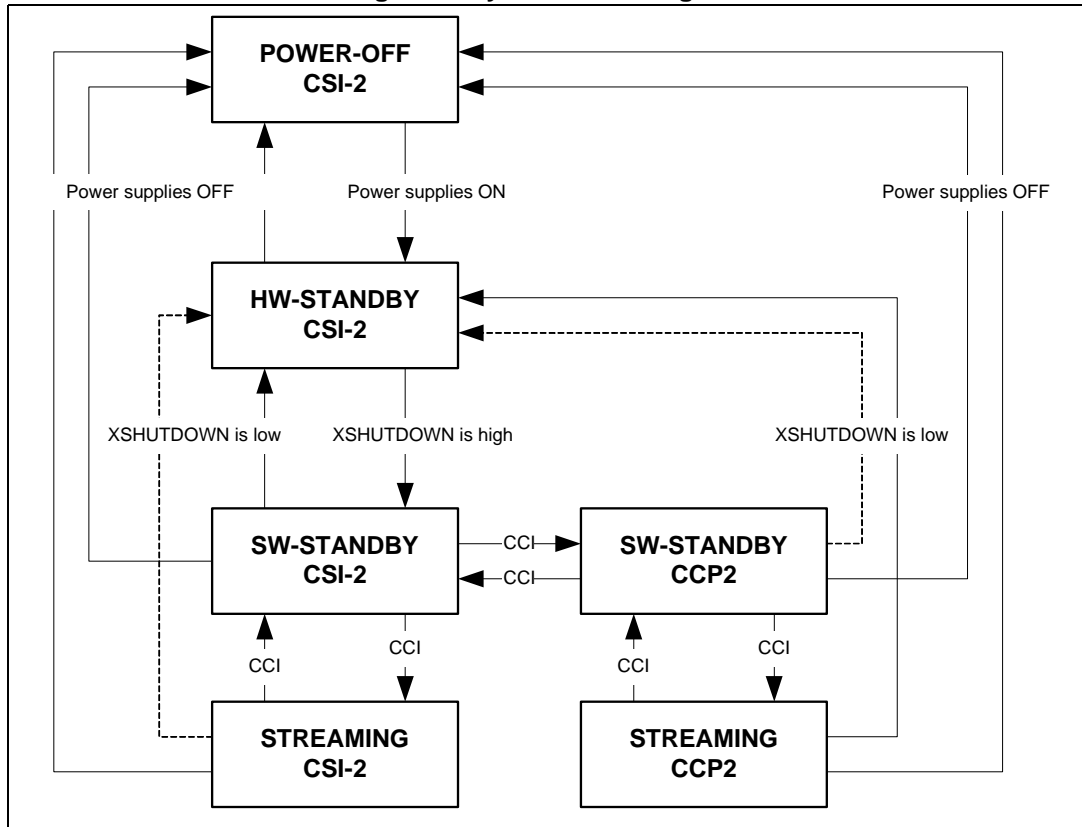 POWER-OFF
CSI-2
Power supplies OFF
Power supplies ON
Power supplies OFF
HW-STANDBY
CSI-2
XSHUTDOWN is low
XSHUTDOWN is high
XSHUTDOWN is low
SW-STANDBY
CSI-2
CCI
CCI
SW-STANDBY
CCP2
CCI
CCI
CCI
CCI
STREAMING
CSI-2
STREAMING
CCP2